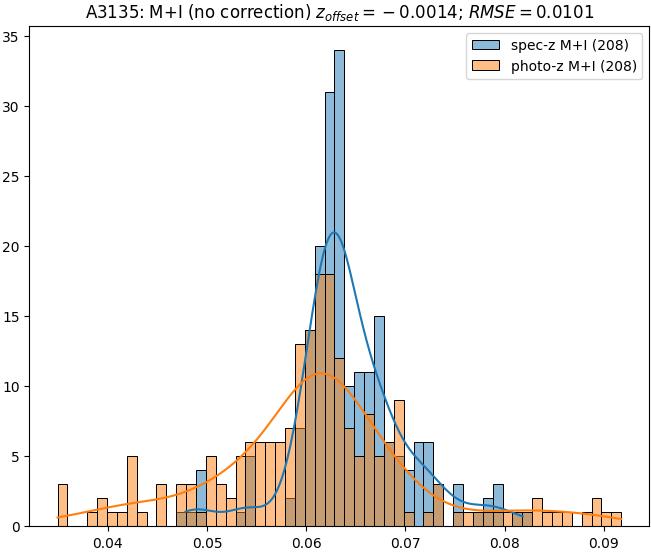 A3135: M+I (no correction) z_offset = −0.0014; RMSE = 0.0101
spec-z M+I (208)
photo-z M+I (208)
35
30
25
20
15
10
5
0
0.04 0.05 0.06 0.07 0.08 0.09